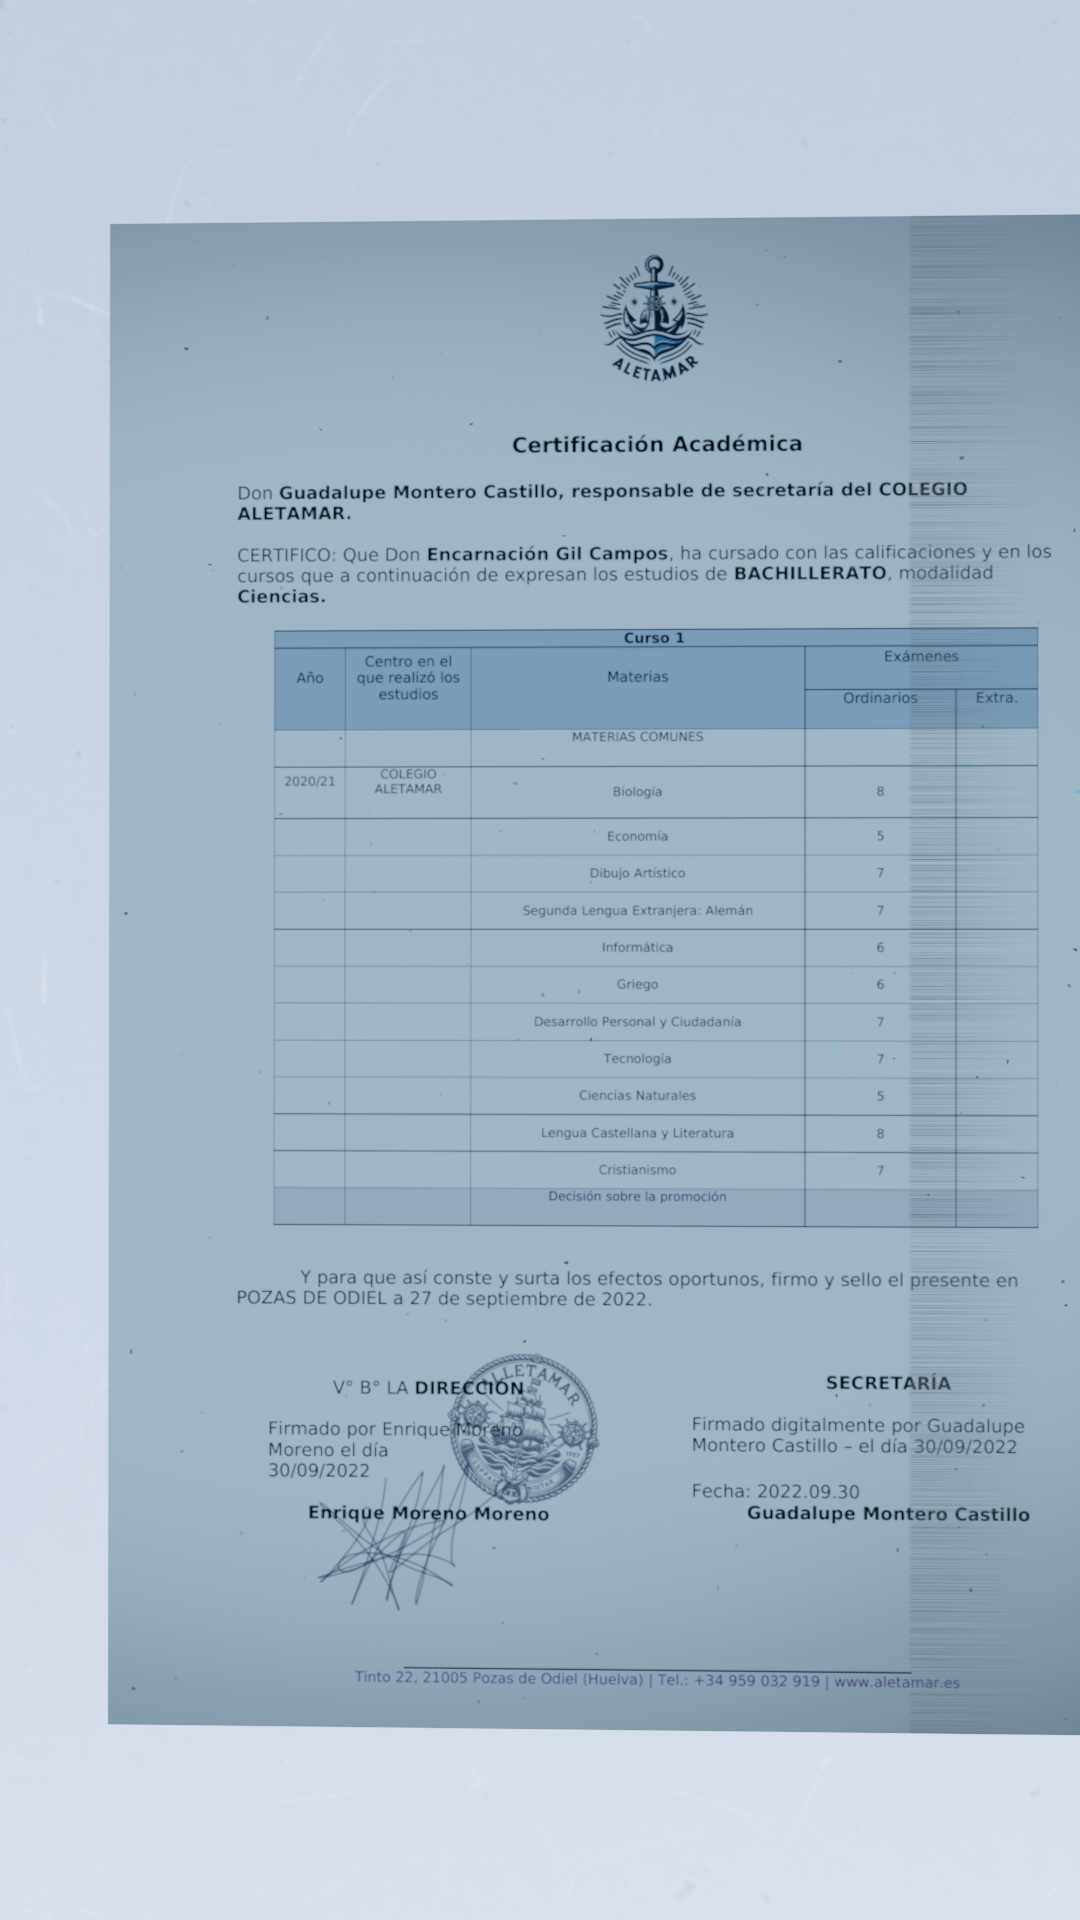 ALETAMAR
Certificación Académica
Don Guadalupe Montero Castillo, responsable de secretaría del COLEGIO
ALETAMAR.
CERTIFICO: Que Don Encarnación Gil Campos, ha cursado con las calificaciones y en los
cursos que a continuación de expresan los estudios de BACHILLERATO, modalidad
Ciencias.
Curso 1
Año Centro en el que realizó los estudios Materias Exámenes
Ordinarios Extra.
MATERIAS COMUNES
2020/21 COLEGIO ALETAMAR Biología 8
Economía 5
Dibujo Artístico 7
Segunda Lengua Extranjera: Alemán 7
Informática 6
Griego 6
Desarrollo Personal y Ciudadanía 7
Tecnología 7
Ciencias Naturales 5
Lengua Castellana y Literatura 8
Cristianismo 7
Decisión sobre la promoción
Y para que así conste y surta los efectos oportunos, firmo y sello el presente en
POZAS DE ODIEL a 27 de septiembre de 2022.
V° B° LA DIRECCIÓN
ALLETAMAR
Firmado por Enrique Moreno
Moreno el día
30/09/2022
Enrique Moreno Moreno
SECRETARÍA
Firmado digitalmente por Guadalupe
Montero Castillo – el día 30/09/2022
Fecha: 2022.09.30
Guadalupe Montero Castillo
Tinto 22, 21005 Pozas de Odiel (Huelva) | Tel.: +34 959 032 919 | www.aletamar.es